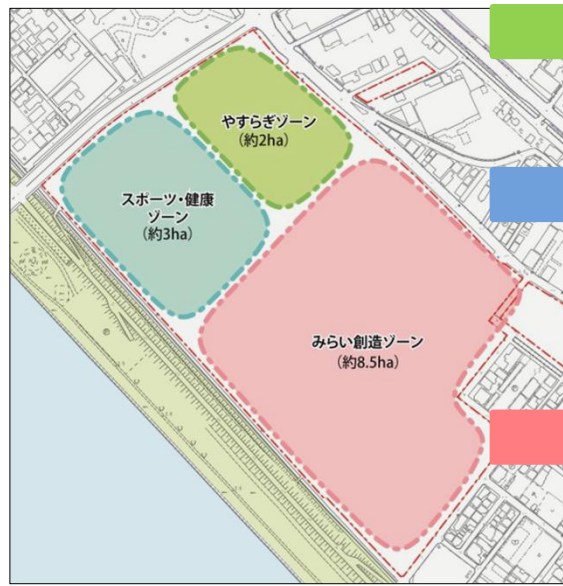 やすらぎゾーン
(約2ha)
スポーツ・健康
ゾーン
(約3ha)
みらい創造ゾーン
(約8.5ha)